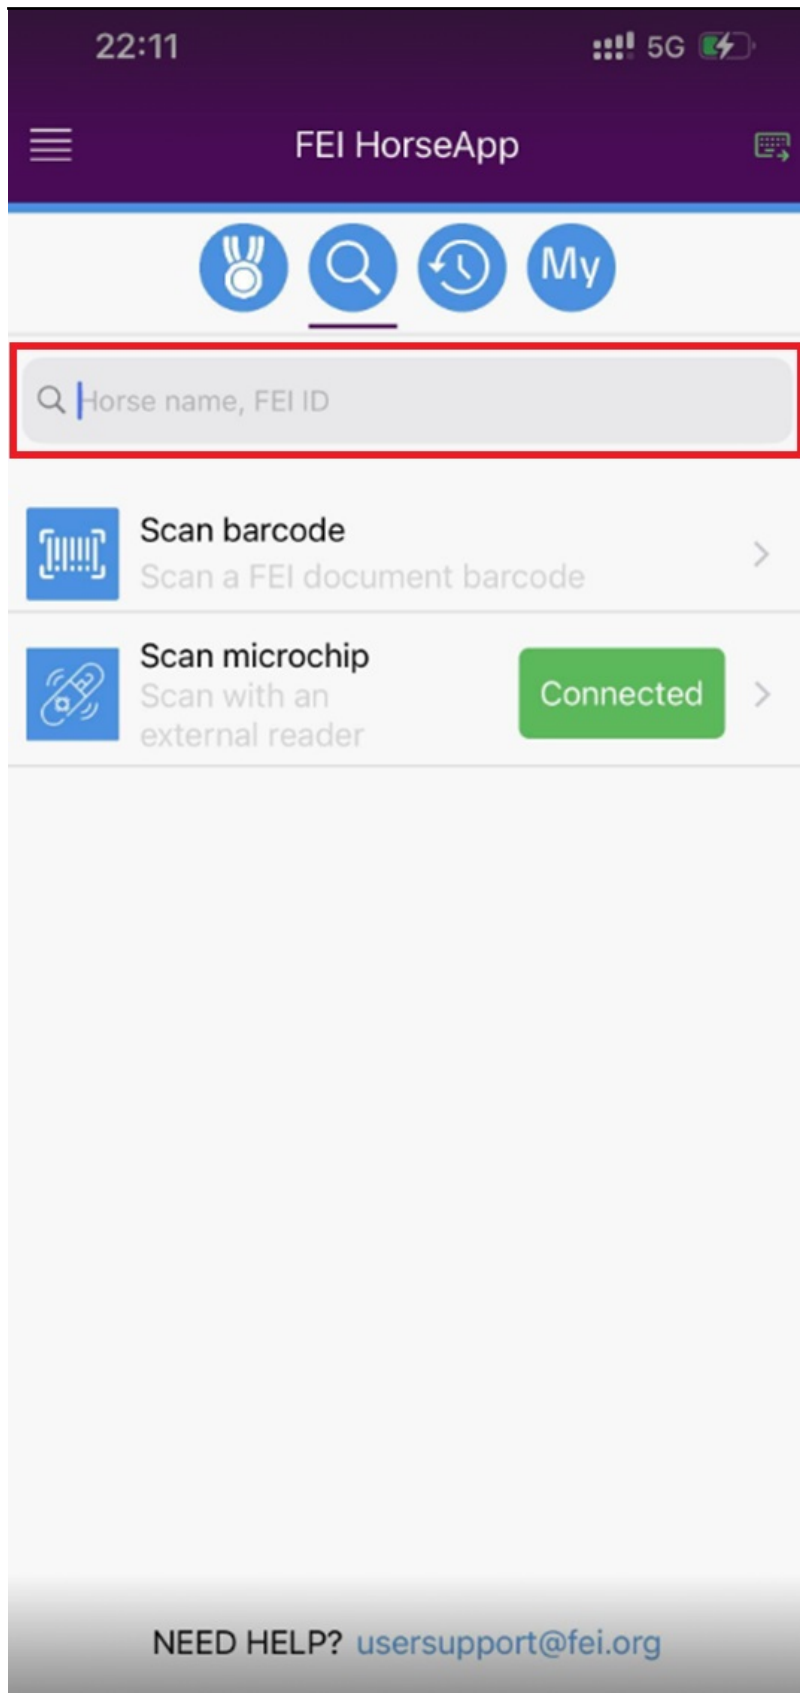 22:11 5G
FEI HorseApp
My
Horse name, FEI ID
Scan barcode
Scan a FEI document barcode
Scan microchip
Scan with an
external reader
Connected
NEED HELP? usersupport@fei.org